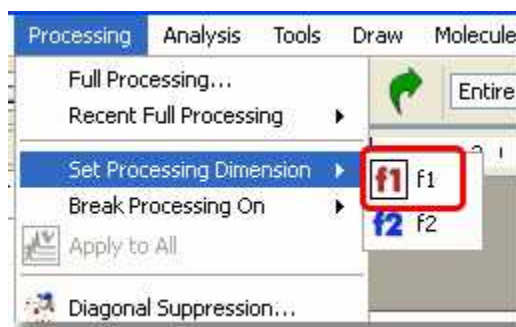 Processing Analysis Tools Draw Molecule
Full Processing...
Recent Full Processing
Entire
Set Processing Dimension
f1 f1
Break Processing On
f2 f2
Apply to All
Diagonal Suppression...